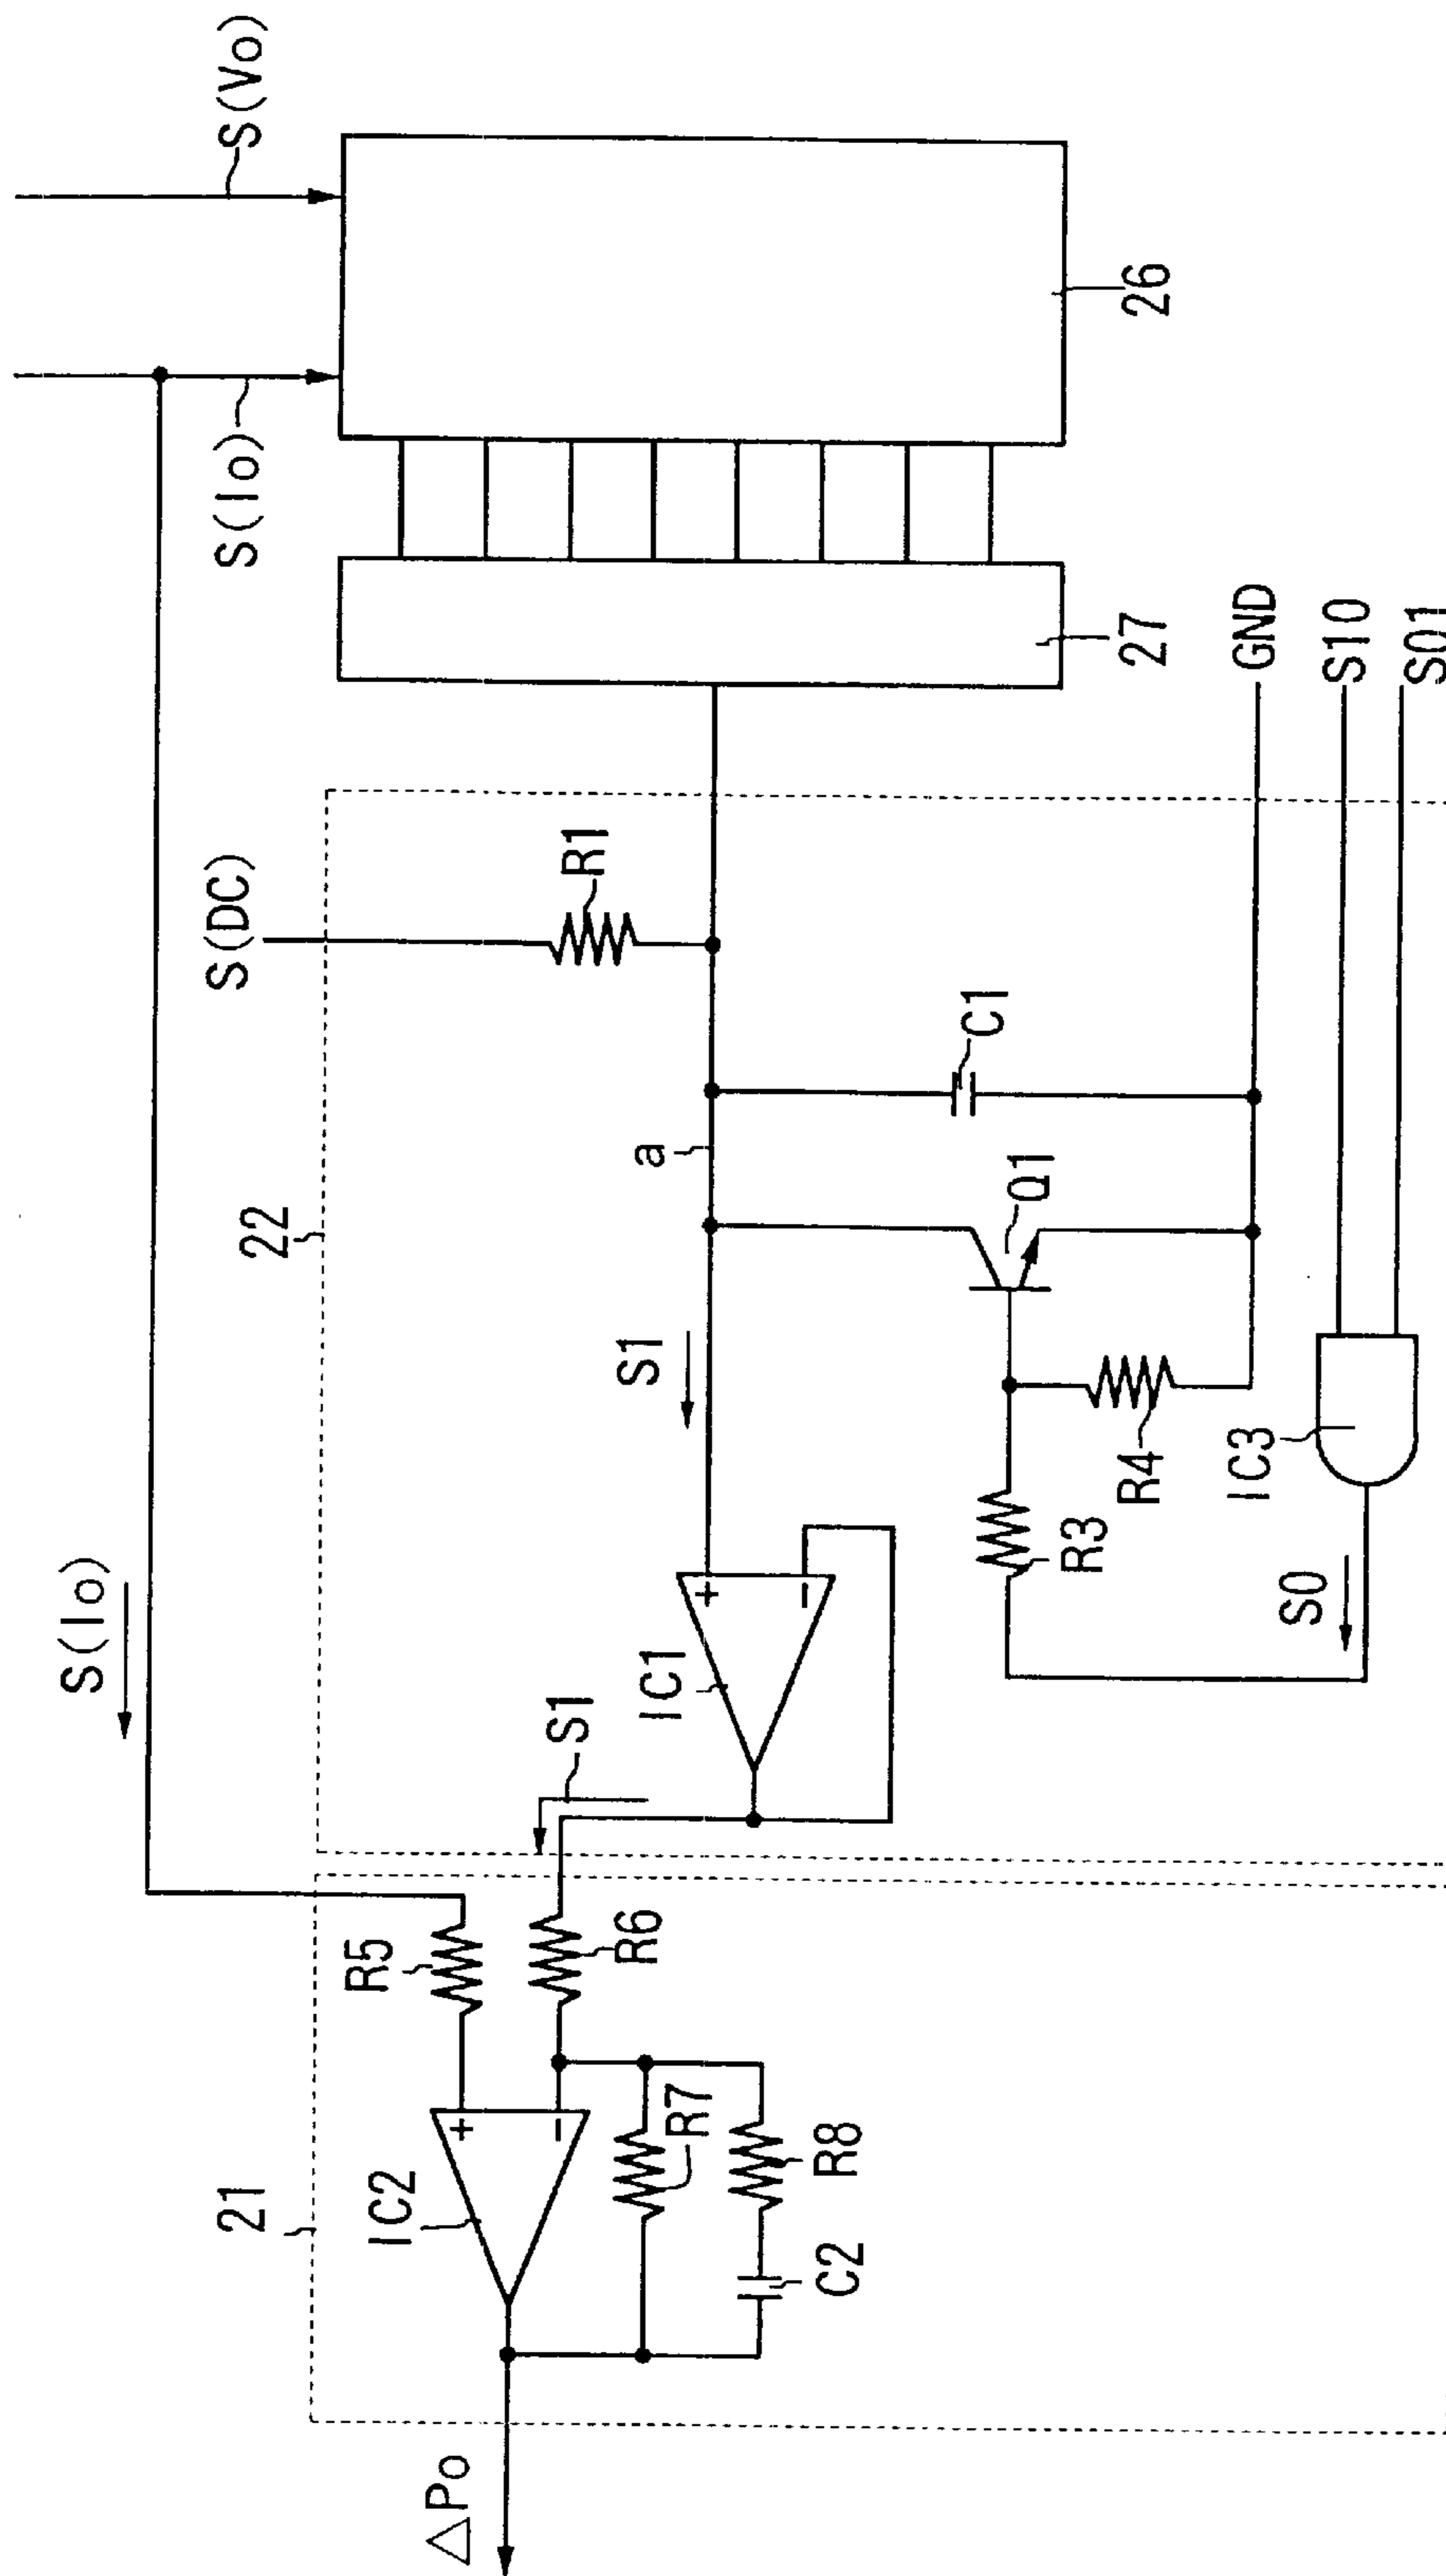 S(Vo)
S(Io)
26
27
GND
S10
S01
S(DC)
R1
C1
a
22
Q1
S1
R4
IC3
R3
S0
S(Io)
+
−
IC1
S1
R5
R6
+
−
R7
R8
IC2
21
C2
△Po